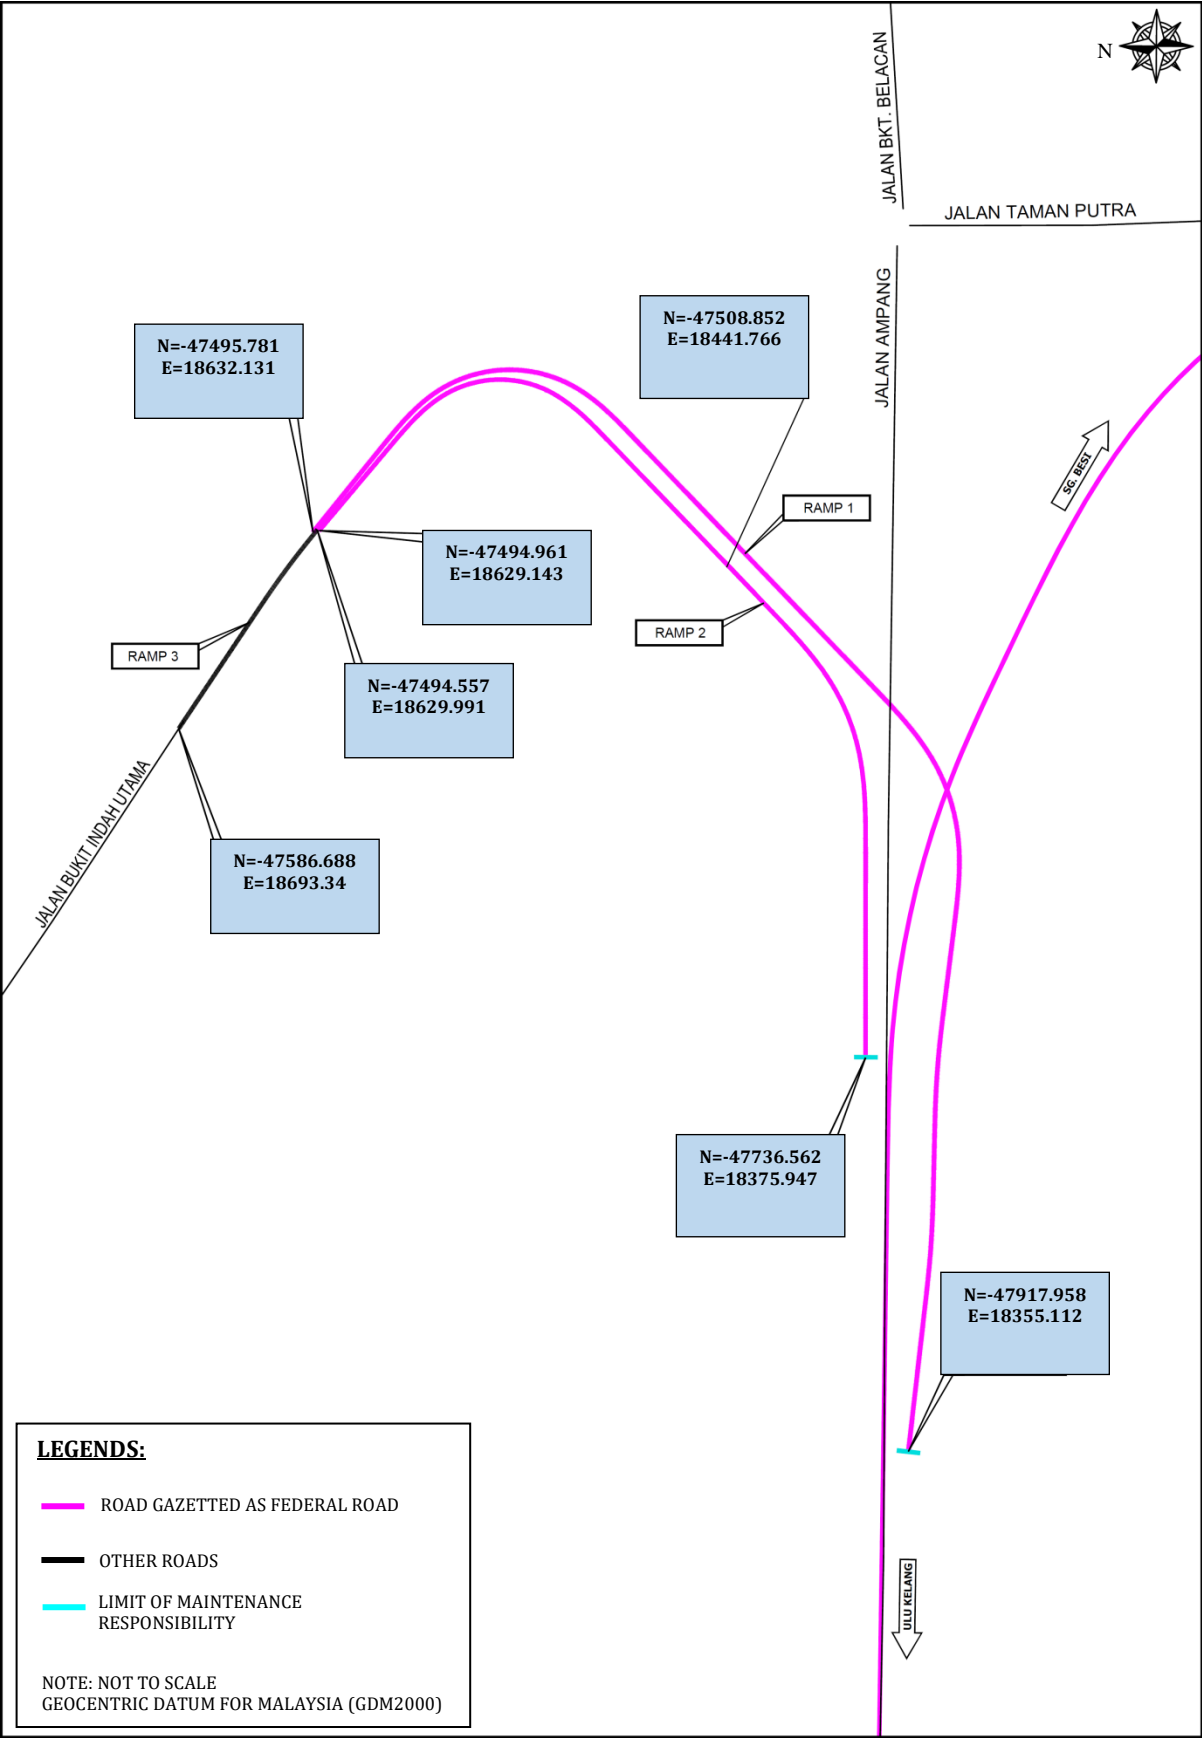 N
JALAN BKT. BELACAN
JALAN TAMAN PUTRA
JALAN AMPANG
N=-47508.852
E=18441.766
N=-47495.781
E=18632.131
SG. BESI
RAMP 1
N=-47494.961
E=18629.143
RAMP 2
RAMP 3
N=-47494.557
E=18629.991
JALAN BUKIT INDAH UTAMA
N=-47586.688
E=18693.34
N=-47736.562
E=18375.947
N=-47917.958
E=18355.112
ULU KELANG
LEGENDS:
ROAD GAZETTED AS FEDERAL ROAD
OTHER ROADS
LIMIT OF MAINTENANCE
RESPONSIBILITY
NOTE: NOT TO SCALE
GEOCENTRIC DATUM FOR MALAYSIA (GDM2000)